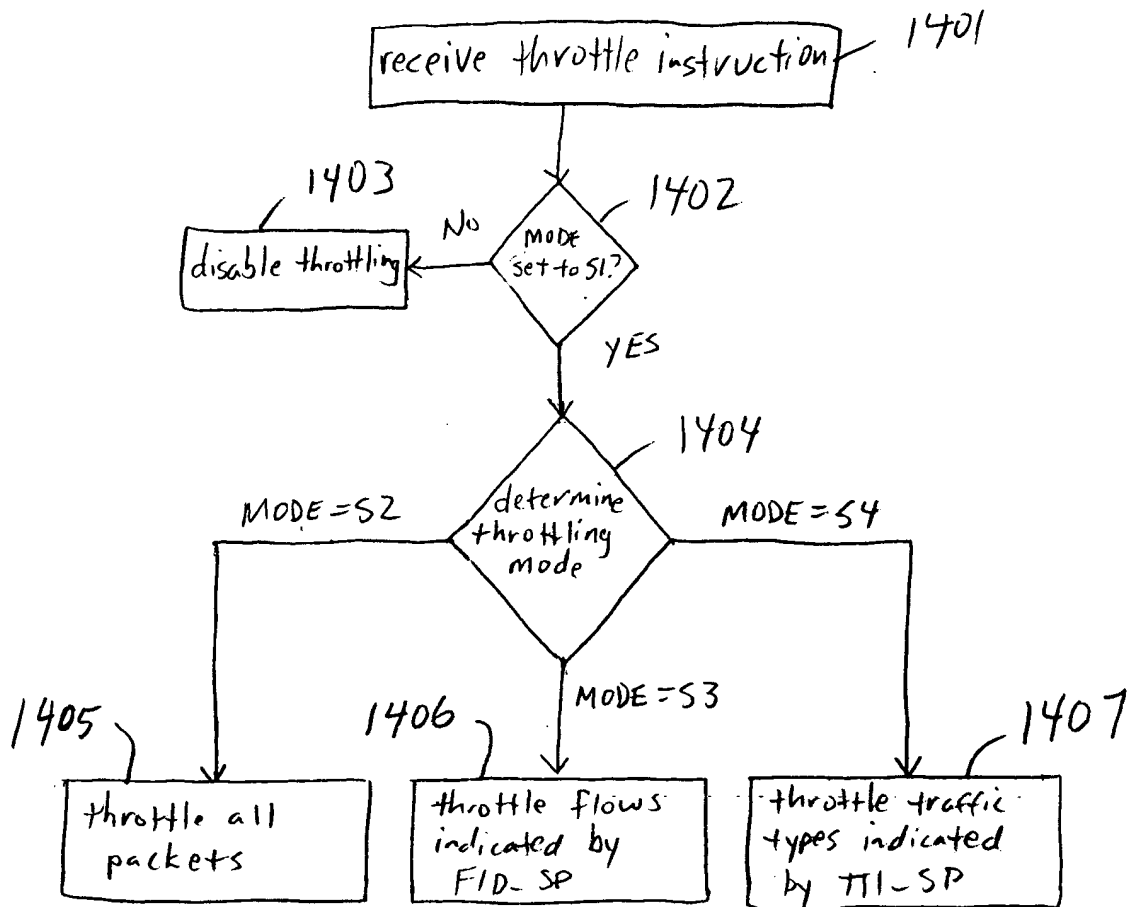 1401
receive throttle instruction
1403
1402
No
MODE
set to S1?
disable throttling
YES
1404
MODE=S2
determine
throttling
mode
MODE=S4
MODE=S3
1405
1406
1407
throttle all
packets
throttle flows
indicated by
FID_SP
throttle traffic
types indicated
by TTI_SP